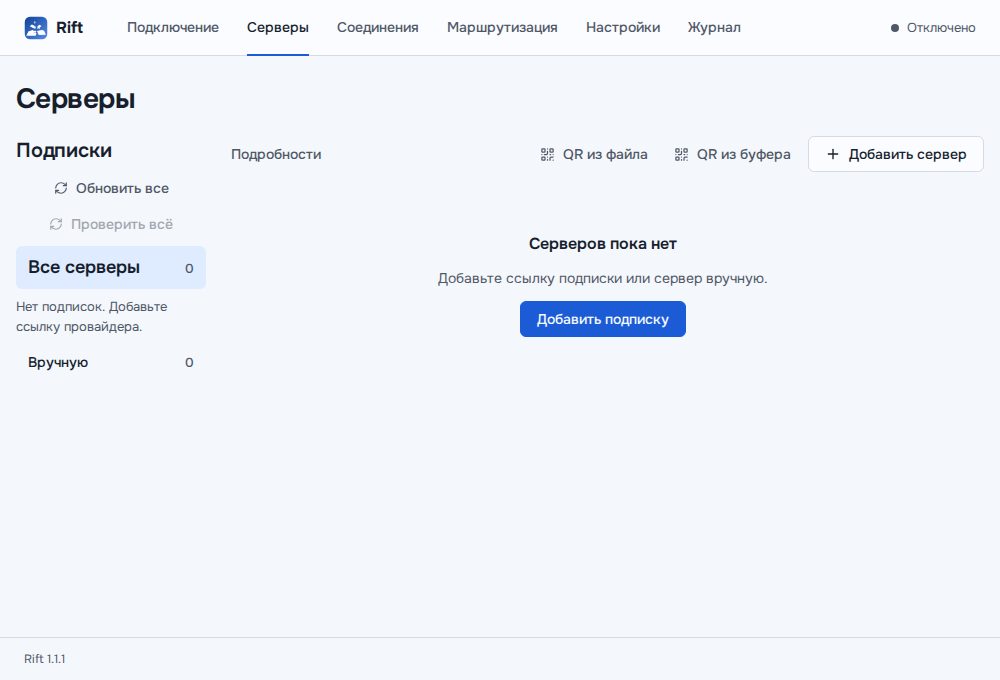 Rift
Подключение
Серверы
Соединения
Маршрутизация
Настройки
Журнал
Отключено
Серверы
Подписки
Обновить все
Проверить всё
Все серверы 0
Нет подписок. Добавьте
ссылку провайдера.
Вручную 0
Подробности
QR из файла
QR из буфера
Добавить сервер
Серверов пока нет
Добавьте ссылку подписки или сервер вручную.
Добавить подписку
Rift 1.1.1